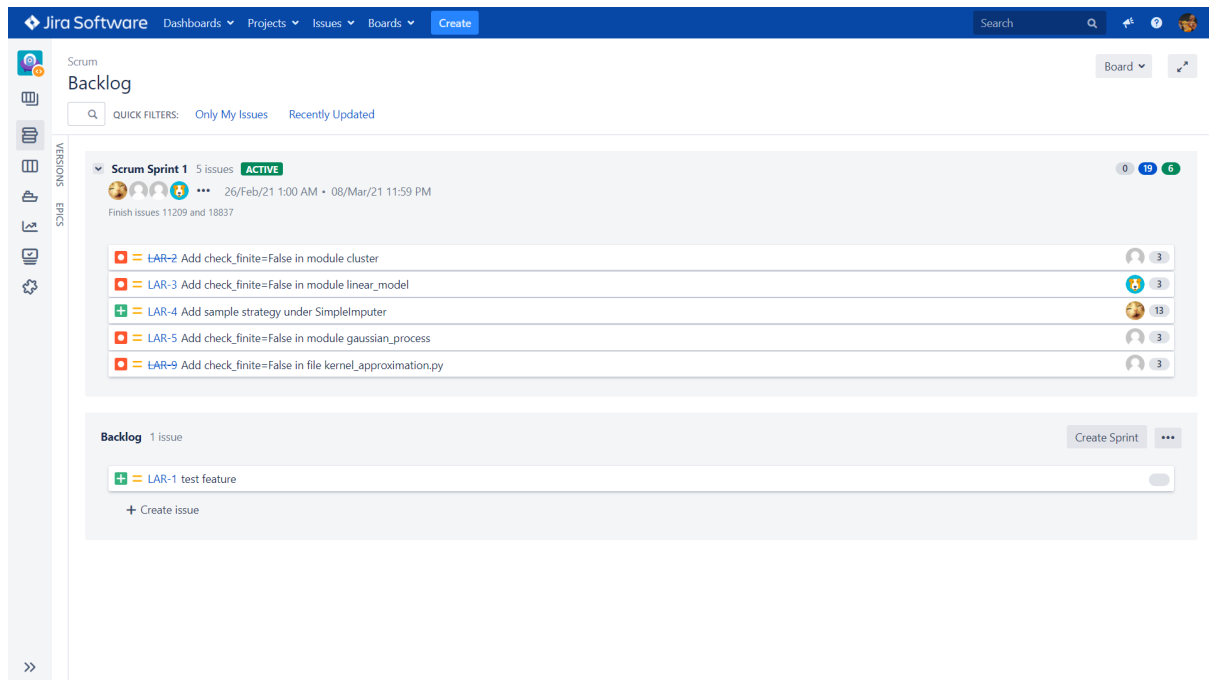 Jira Software Dashboards Projects Issues Boards Create Search
Scrum
Backlog
Board
QUICK FILTERS: Only My Issues Recently Updated
VERSIONS
EPICS
Scrum Sprint 1 5 issues ACTIVE 0 19 6
••• 26/Feb/21 1:00 AM • 08/Mar/21 11:59 PM
Finish issues 11209 and 18837
LAR-2 Add check_finite=False in module cluster 3
LAR-3 Add check_finite=False in module linear_model 3
LAR-4 Add sample strategy under SimpleImputer 13
LAR-5 Add check_finite=False in module gaussian_process 3
LAR-9 Add check_finite=False in file kernel_approximation.py 3
Backlog 1 issue Create Sprint •••
LAR-1 test feature
+ Create issue